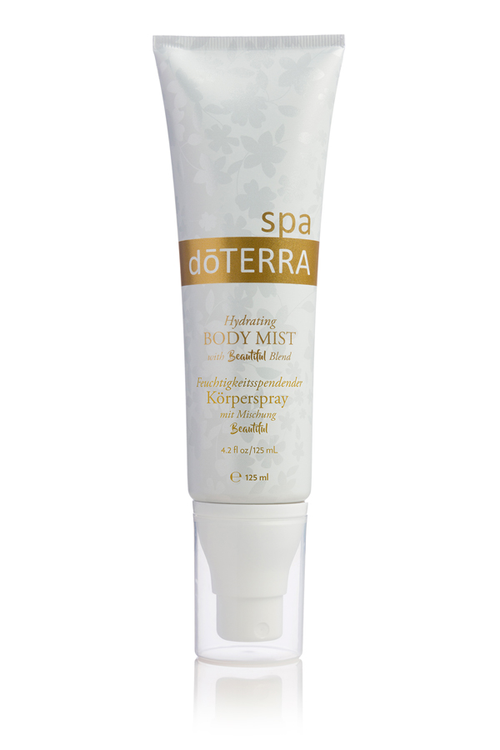 spa
dōTERRA
Hydrating
BODY MIST
with Beautiful Blend
Feuchtigkeitsspendender
Körperspray
mit Mischung
Beautiful
4.2 fl oz/125 mL
℮ 125 ml